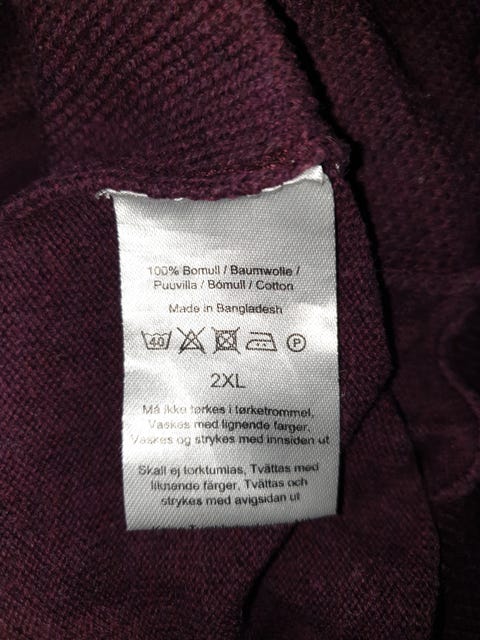 100% Bomull / Baumwolle /
Puuvilla / Bómull / Cotton
Made in Bangladesh
40 P
2XL
Må ikke tørkes i tørketrommel,
Vaskes med lignende farger,
Vaskes og strykes med innsiden ut
Skall ej torktumlas, Tvättas med
liknande färger, Tvättas och
strykes med avigsidan ut